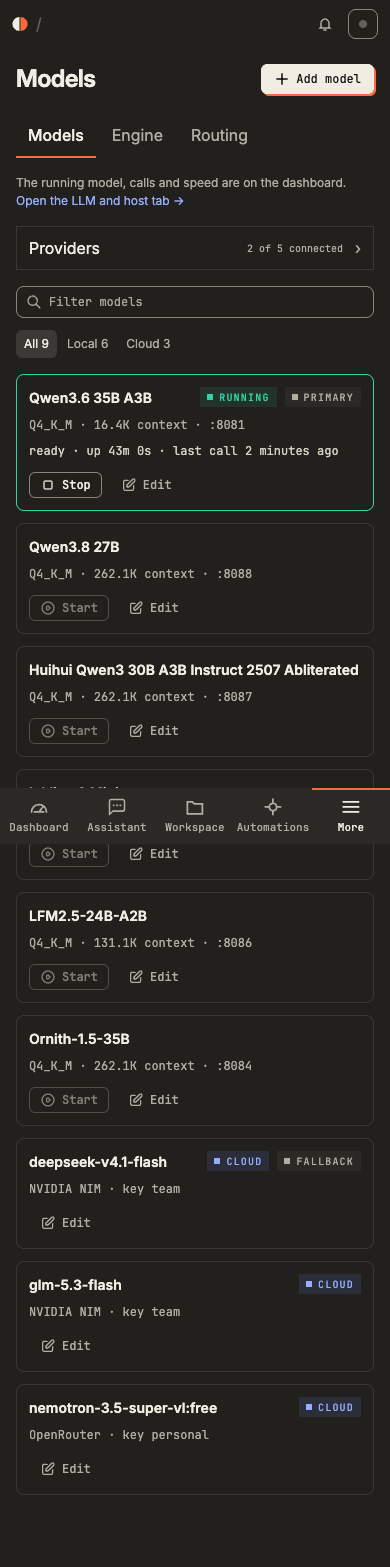 /
Models
+ Add model
Models Engine Routing
The running model, calls and speed are on the dashboard.
Open the LLM and host tab →
Providers 2 of 5 connected >
Filter models
All 9 Local 6 Cloud 3
Qwen3.6 35B A3B RUNNING PRIMARY
Q4_K_M · 16.4K context · :8081
ready · up 43m 0s · last call 2 minutes ago
Stop Edit
Qwen3.8 27B
Q4_K_M · 262.1K context · :8088
Start Edit
Huihui Qwen3 30B A3B Instruct 2507 Abliterated
Q4_K_M · 262.1K context · :8087
Start Edit
Dashboard Assistant Workspace Automations More
Start Edit
LFM2.5-24B-A2B
Q4_K_M · 131.1K context · :8086
Start Edit
Ornith-1.5-35B
Q4_K_M · 262.1K context · :8084
Start Edit
deepseek-v4.1-flash CLOUD FALLBACK
NVIDIA NIM · key team
Edit
glm-5.3-flash CLOUD
NVIDIA NIM · key team
Edit
nemotron-3.5-super-vl:free CLOUD
OpenRouter · key personal
Edit